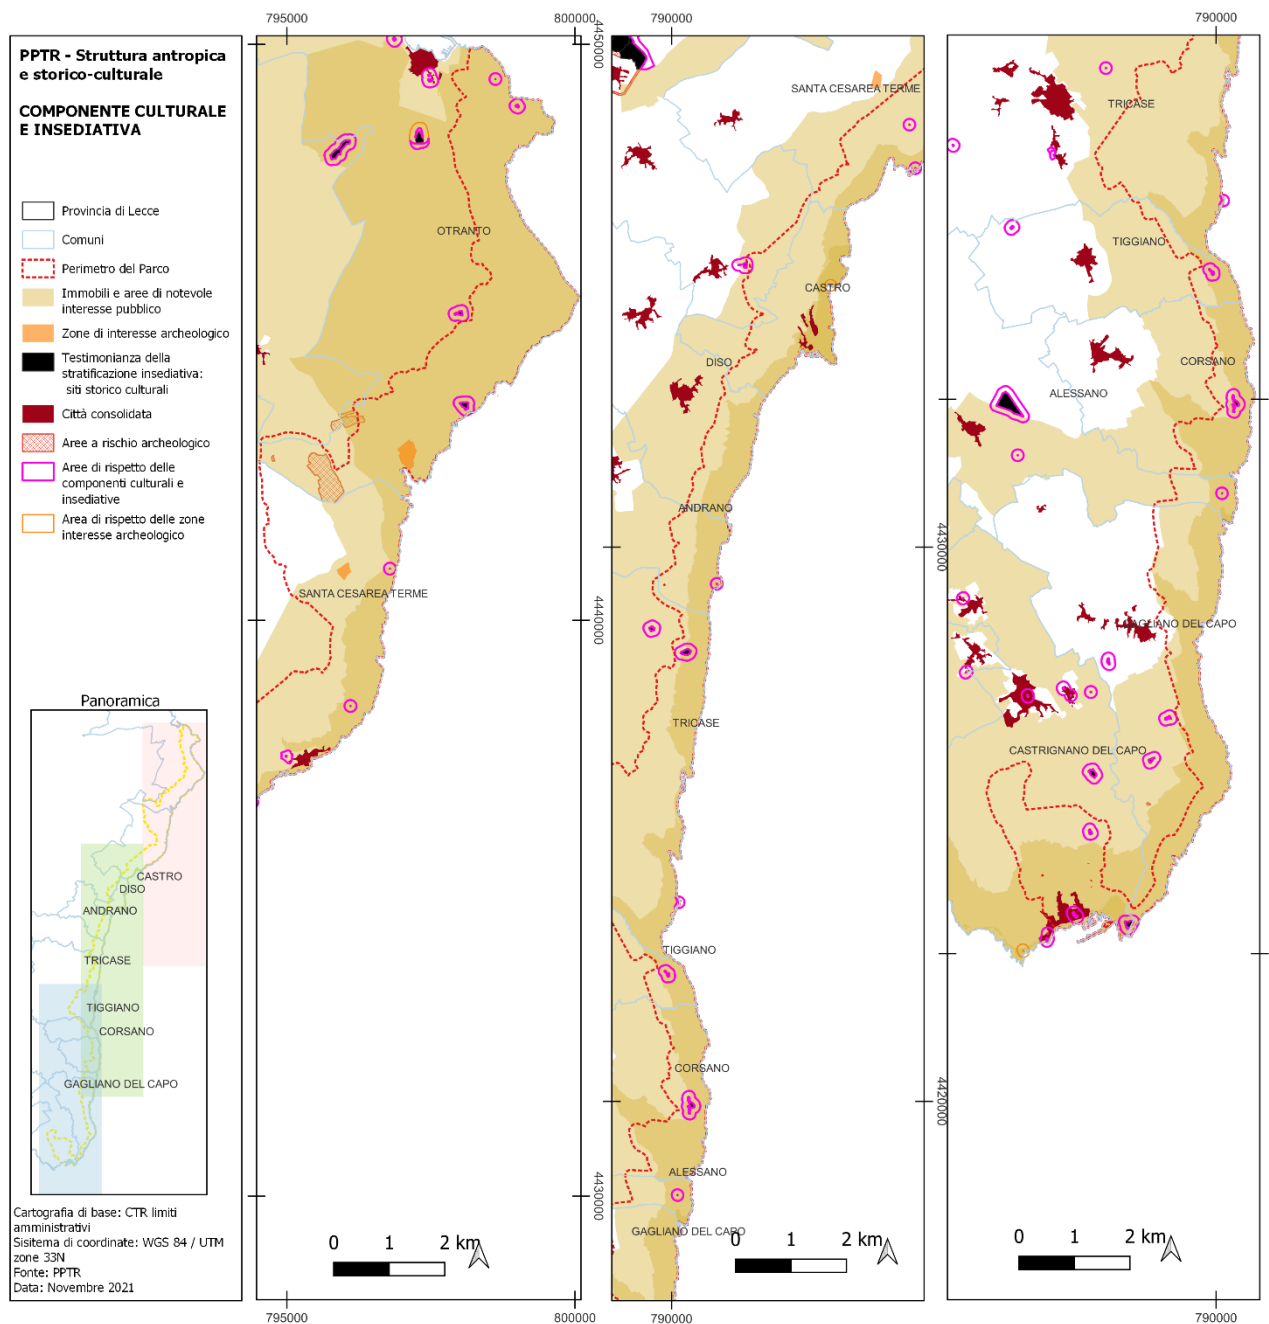 PPTR - Struttura antropica
e storico-culturale
COMPONENTE CULTURALE
E INSEDIATIVA
Provincia di Lecce
Comuni
Perimetro del Parco
Immobili e aree di notevole
interesse pubblico
Zone di interesse archeologico
Testimonianza della
stratificazione insediativa:
siti storico culturali
Città consolidata
Aree a rischio archeologico
Aree di rispetto delle
componenti culturali e
insediative
Area di rispetto delle zone
interesse archeologico
Panoramica
CASTRO
DISO
ANDRANO
TRICASE
TIGGIANO
CORSANO
GAGLIANO DEL CAPO
Cartografia di base: CTR limiti
amministrativi
Sisitema di coordinate: WGS 84 / UTM
zone 33N
Fonte: PPTR
Data: Novembre 2021
795000
800000
OTRANTO
SANTA CESAREA TERME
0 1 2 km
795000
800000
4450000
4440000
4430000
790000
SANTA CESAREA TERME
CASTRO
DISO
ANDRANO
TRICASE
TIGGIANO
CORSANO
ALESSANO
GAGLIANO DEL CAPO
0 1 2 km
790000
4430000
4420000
790000
TRICASE
TIGGIANO
CORSANO
ALESSANO
GAGLIANO DEL CAPO
CASTRIGNANO DEL CAPO
0 1 2 km
790000